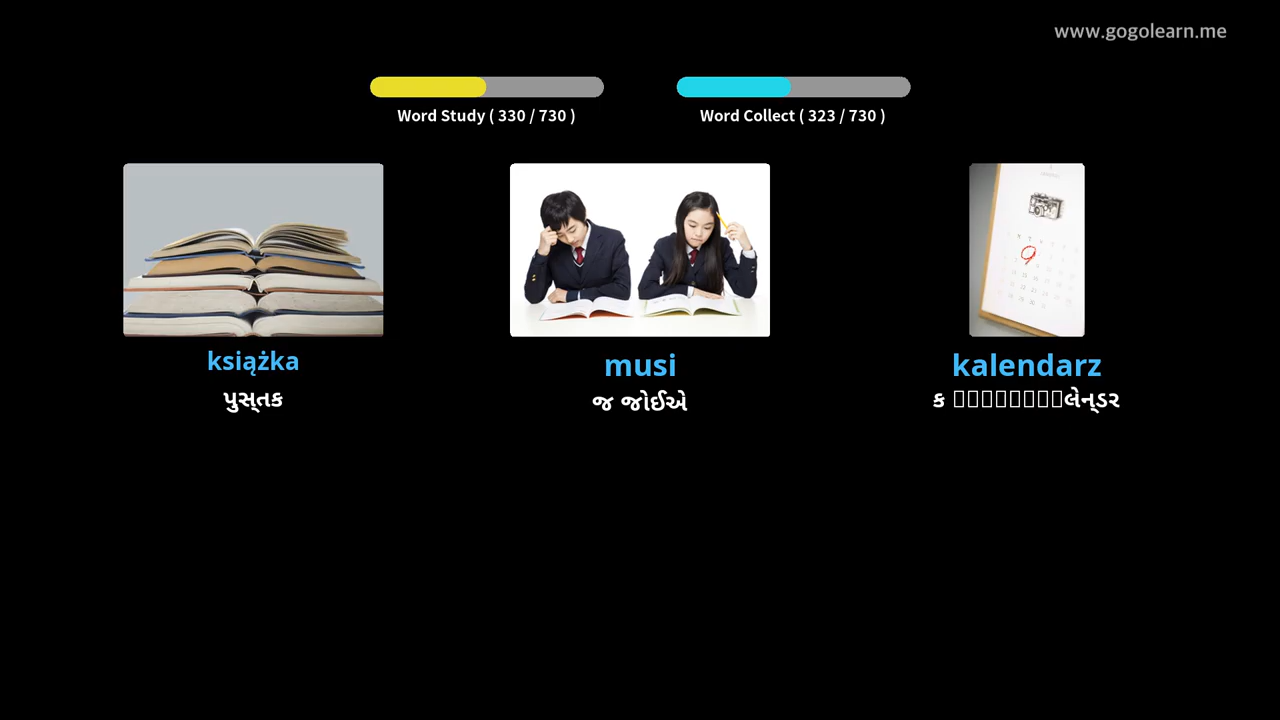 www.gogolearn.me
Word Study ( 330 / 730 )
Word Collect ( 323 / 730 )
książka
પુસ્તક
musi
જ જોઈએ
kalendarz
ક લેન્ડર